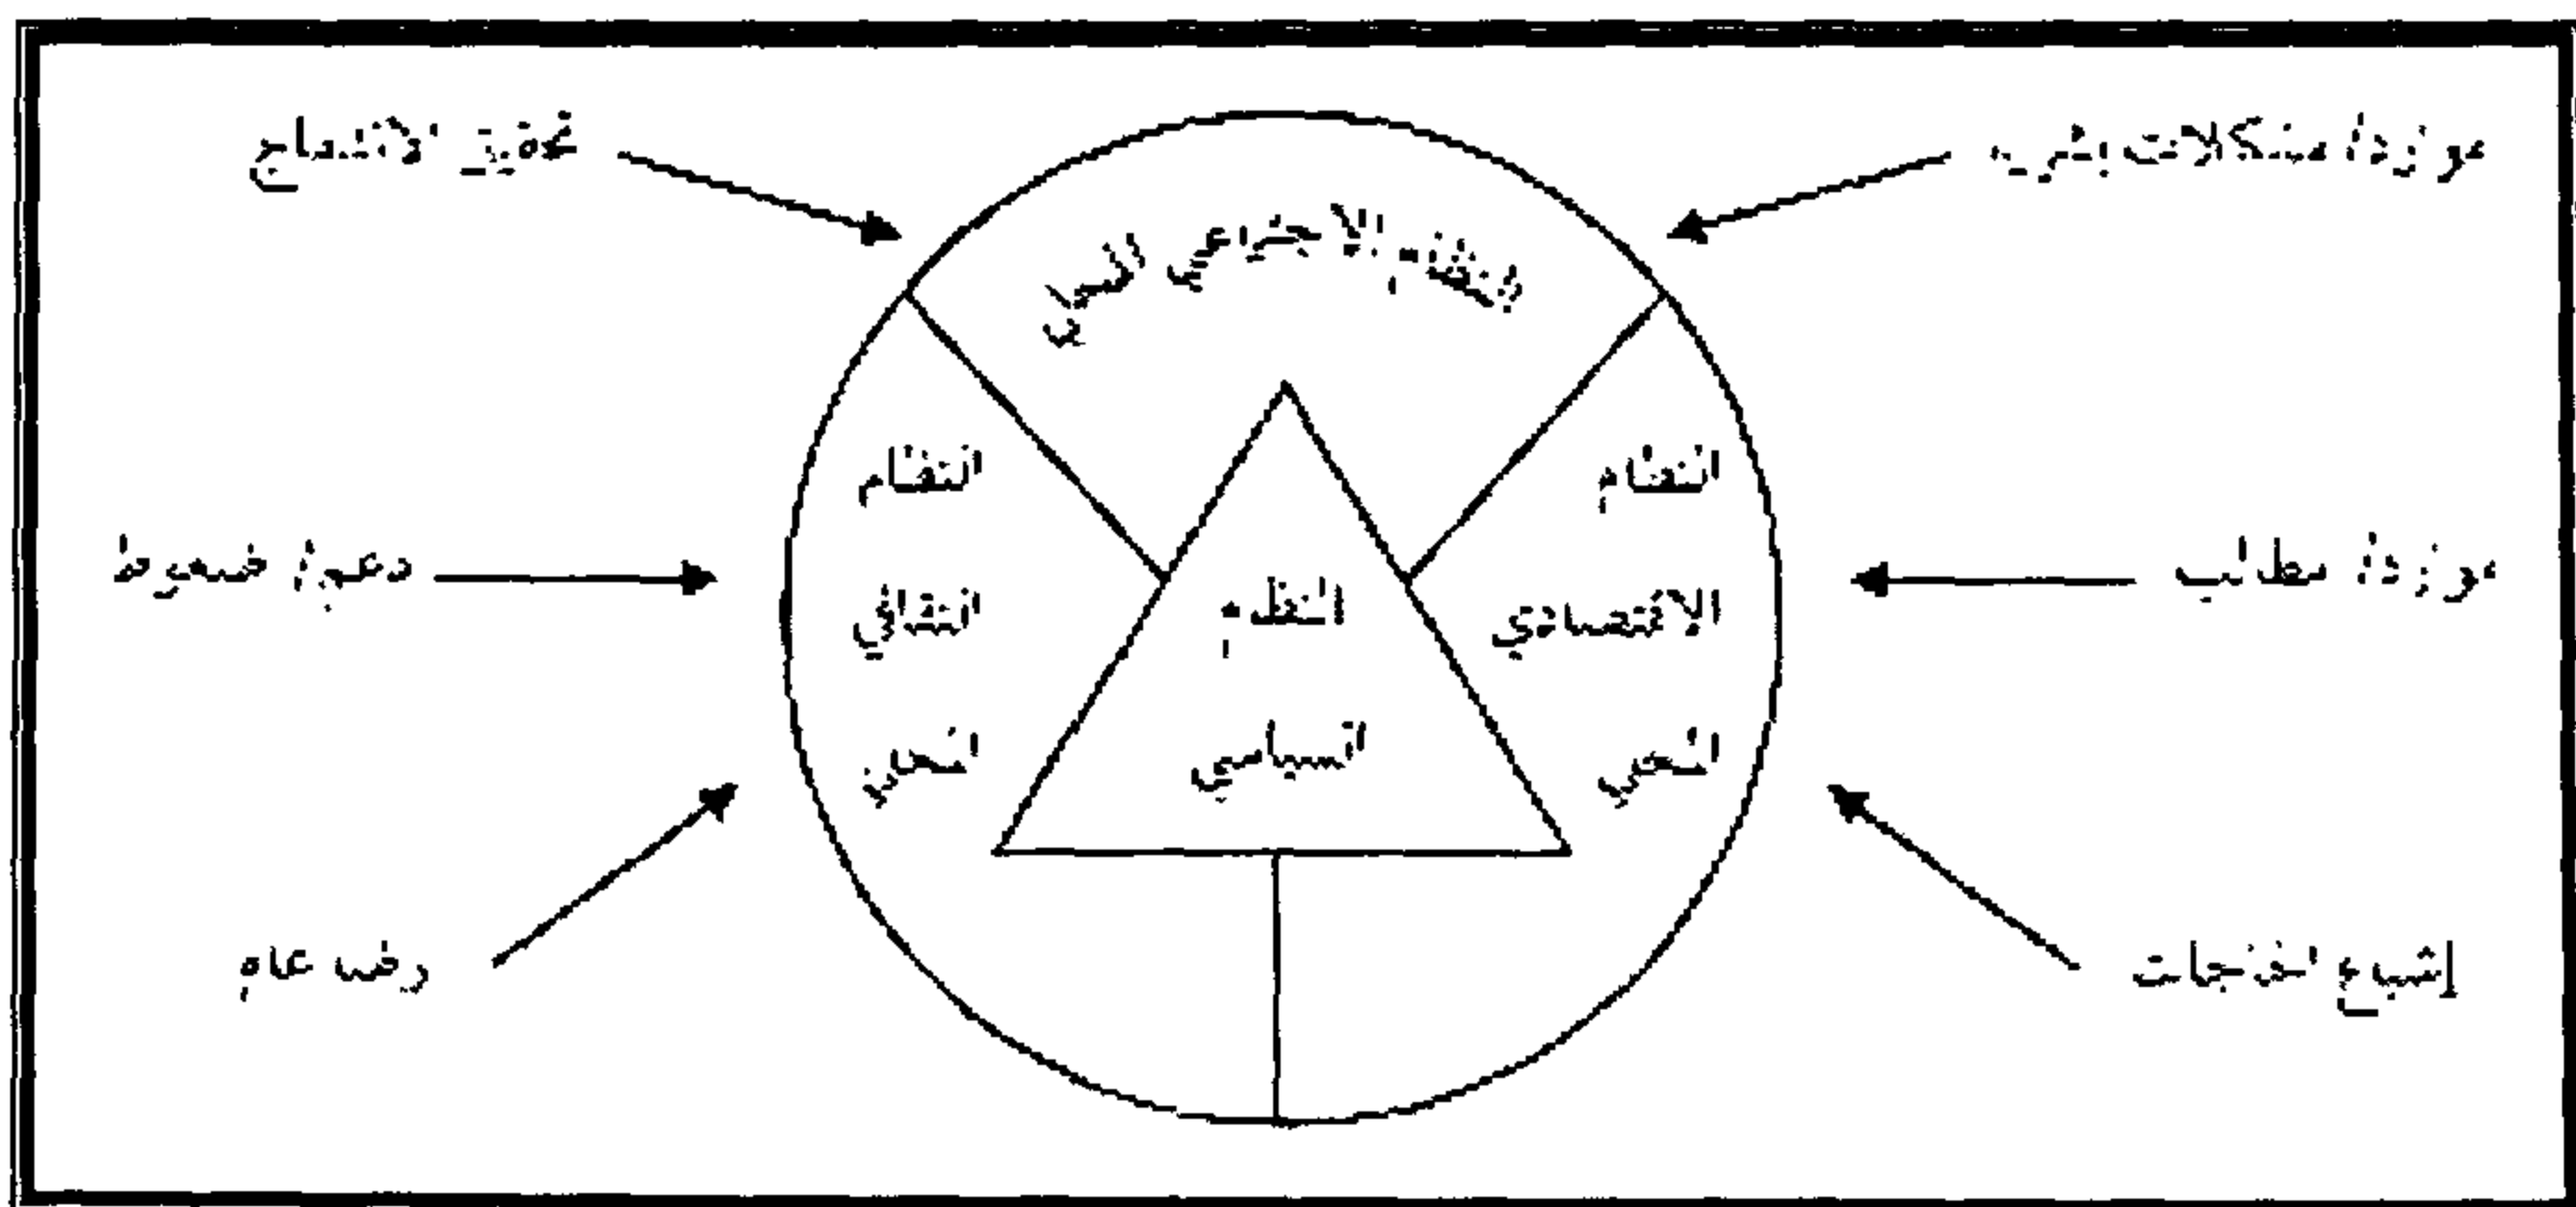 موارد/ مشكلات بشرية
تحقيق الاندماج
النظام الاجتماعي المحلي
النظام
الاقتصادي
المحلي
النظام
السياسي
النظام
الثقافي
المحلي
موارد/ مطالب
دعم/ ضغوط
إشباع الحاجات
رضا عام